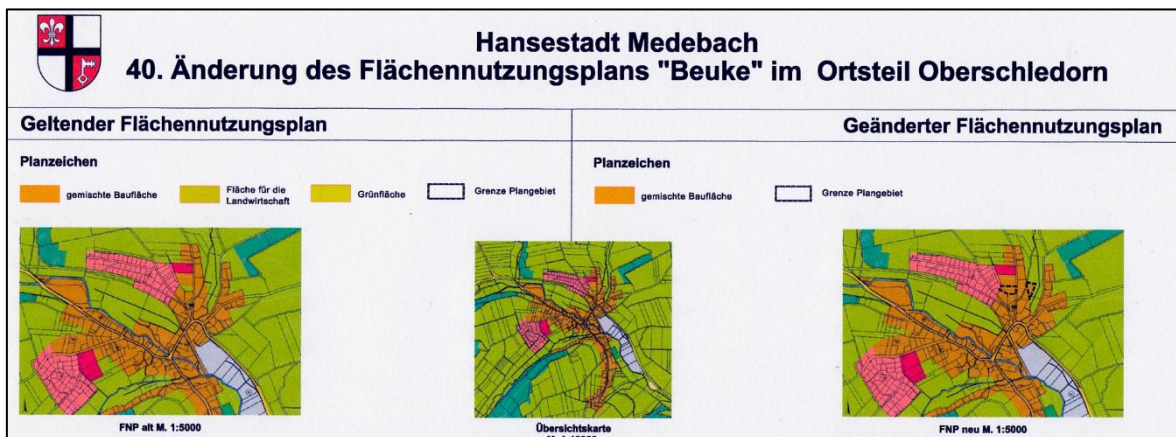 Hansestadt Medebach
40. Änderung des Flächennutzungsplans "Beuke" im Ortsteil Oberschledorn
Geltender Flächennutzungsplan
Geänderter Flächennutzungsplan
Planzeichen
gemischte Baufläche
Fläche für die
Landwirtschaft
Grünfläche
Grenze Plangebiet
Planzeichen
gemischte Baufläche
Grenze Plangebiet
FNP alt M. 1:5000
Übersichtskarte
FNP neu M. 1:5000